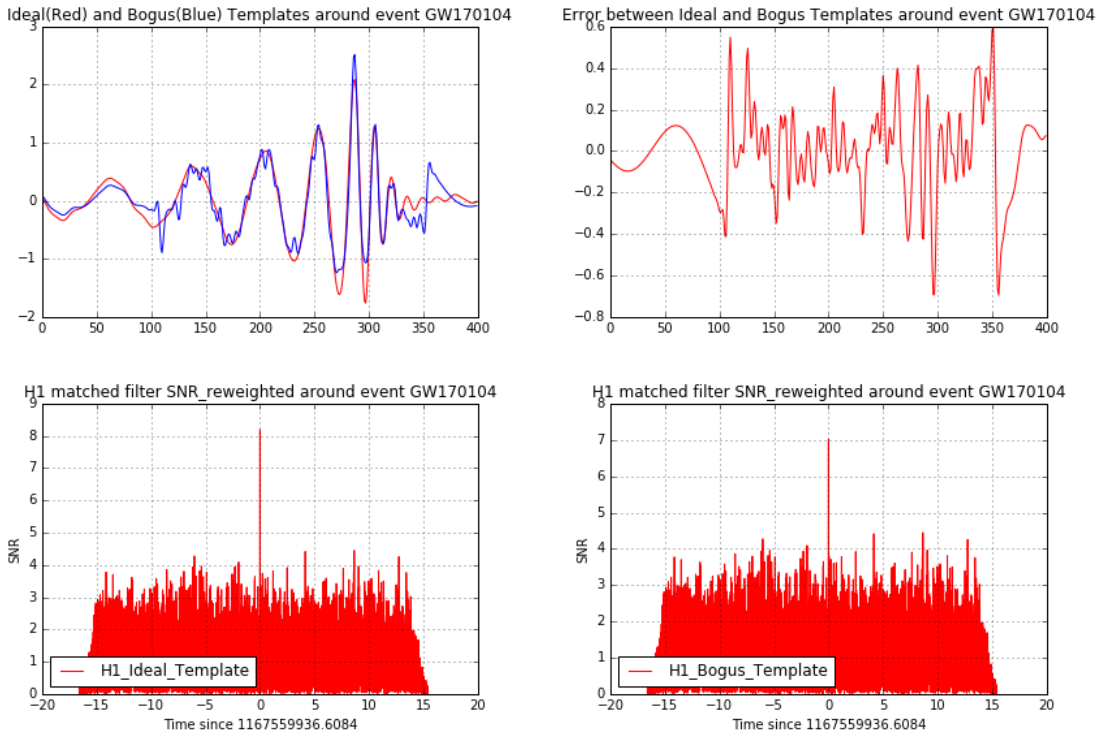 Ideal(Red) and Bogus(Blue) Templates around event GW170104
3
2
1
0
−1
−2
0 50 100 150 200 250 300 350 400
Error between Ideal and Bogus Templates around event GW170104
0.6
0.4
0.2
0.0
−0.2
−0.4
−0.6
−0.8
0 50 100 150 200 250 300 350 400
H1 matched filter SNR_reweighted around event GW170104
9
8
7
6
5
4
3
2
1
0
SNR
H1_Ideal_Template
−20 −15 −10 −5 0 5 10 15 20
Time since 1167559936.6084
H1 matched filter SNR_reweighted around event GW170104
8
7
6
5
4
3
2
1
0
SNR
H1_Bogus_Template
−20 −15 −10 −5 0 5 10 15 20
Time since 1167559936.6084